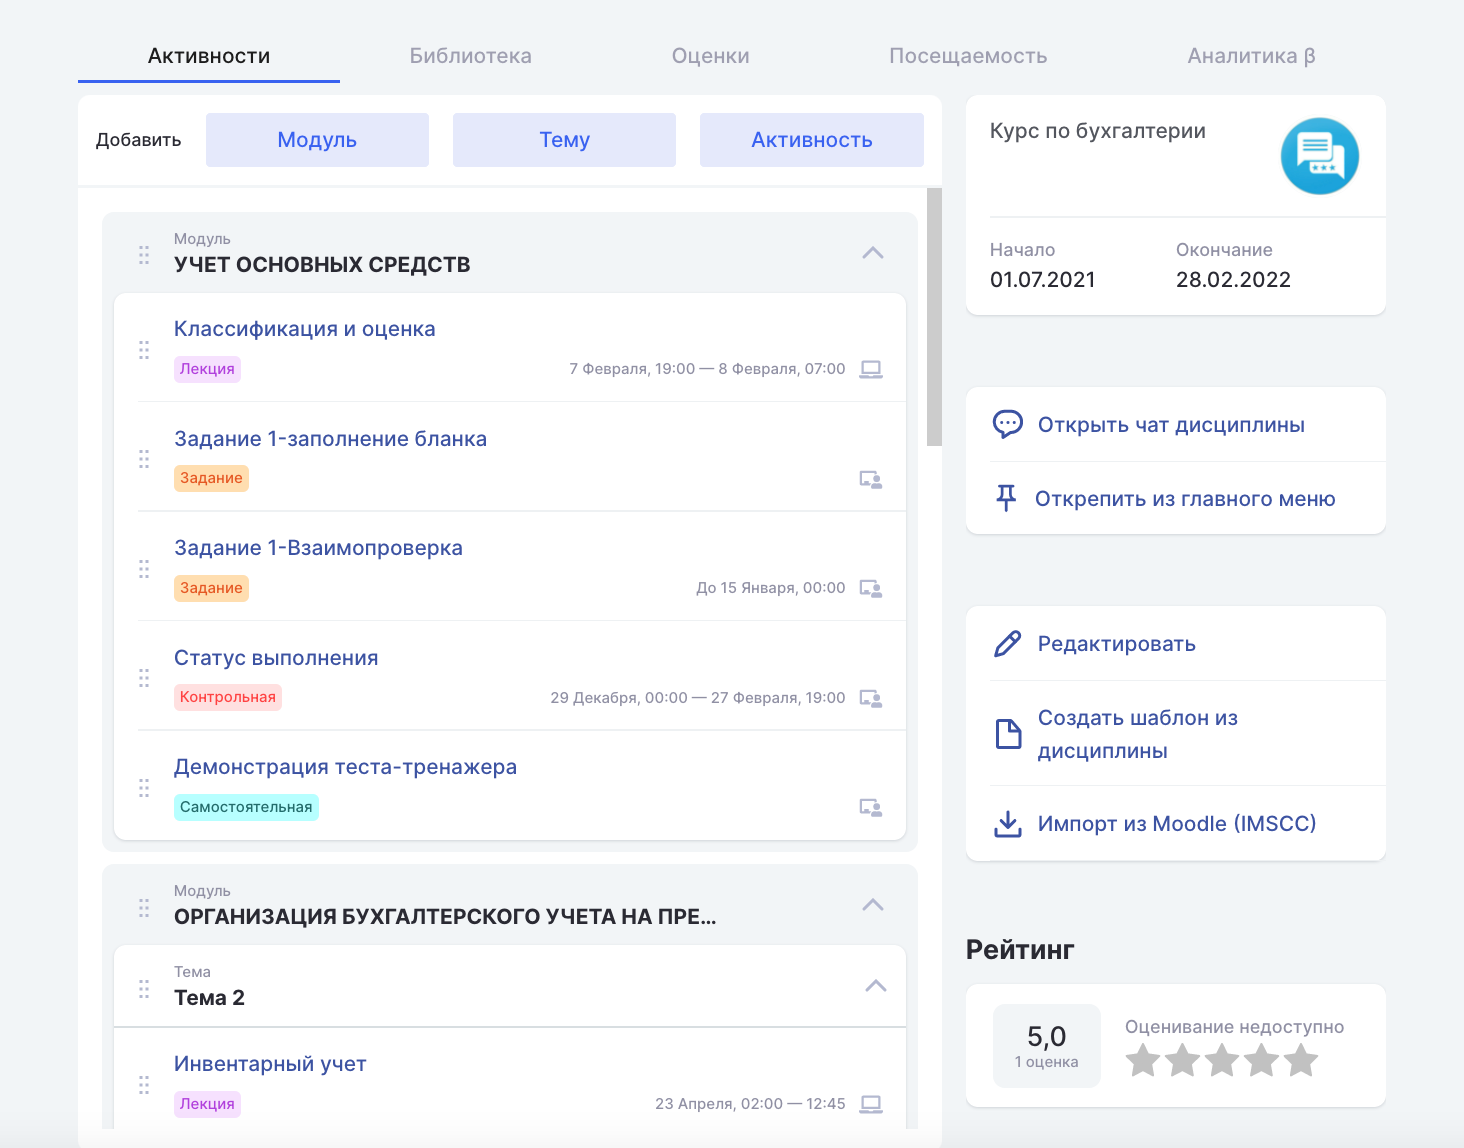 Активности
Библиотека
Оценки
Посещаемость
Аналитика β
Добавить
Модуль
Тему
Активность
Модуль
УЧЕТ ОСНОВНЫХ СРЕДСТВ
Классификация и оценка
Лекция
7 Февраля, 19:00 — 8 Февраля, 07:00
Задание 1-заполнение бланка
Задание
Задание 1-Взаимопроверка
Задание
До 15 Января, 00:00
Статус выполнения
Контрольная
29 Декабря, 00:00 — 27 Февраля, 19:00
Демонстрация теста-тренажера
Самостоятельная
Модуль
ОРГАНИЗАЦИЯ БУХГАЛТЕРСКОГО УЧЕТА НА ПРЕ...
Тема
Тема 2
Инвентарный учет
Лекция
23 Апреля, 02:00 — 12:45
Курс по бухгалтерии
Начало
01.07.2021
Окончание
28.02.2022
Открыть чат дисциплины
Открепить из главного меню
Редактировать
Создать шаблон из
дисциплины
Импорт из Moodle (IMSCC)
Рейтинг
5,0
1 оценка
Оценивание недоступно